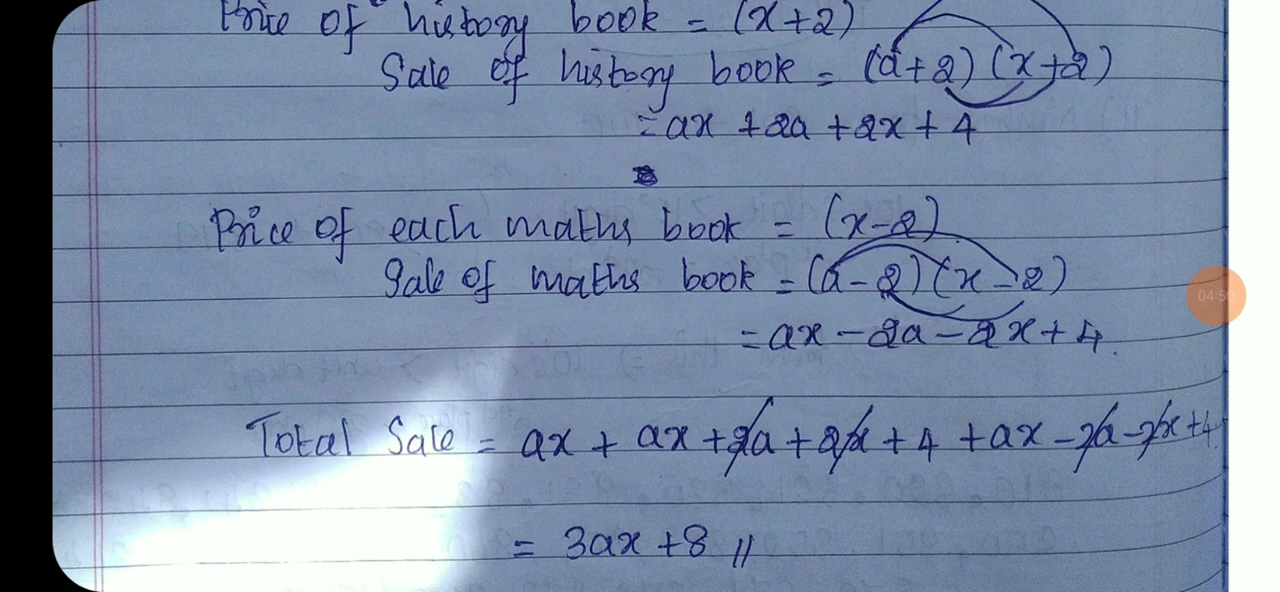 Price of history book = (x+2)
Sale of history book = (a+2)(x+2)
= ax + 2a + 2x + 4
Price of each maths book = (x-2)
Sale of maths book = (a-2)(x-2)
= ax - 2a - 2x + 4.
04:50
Total Sale = ax + ax + 2a + 2x + 4 + ax - 2a - 2x + 4
= 3ax + 8 //